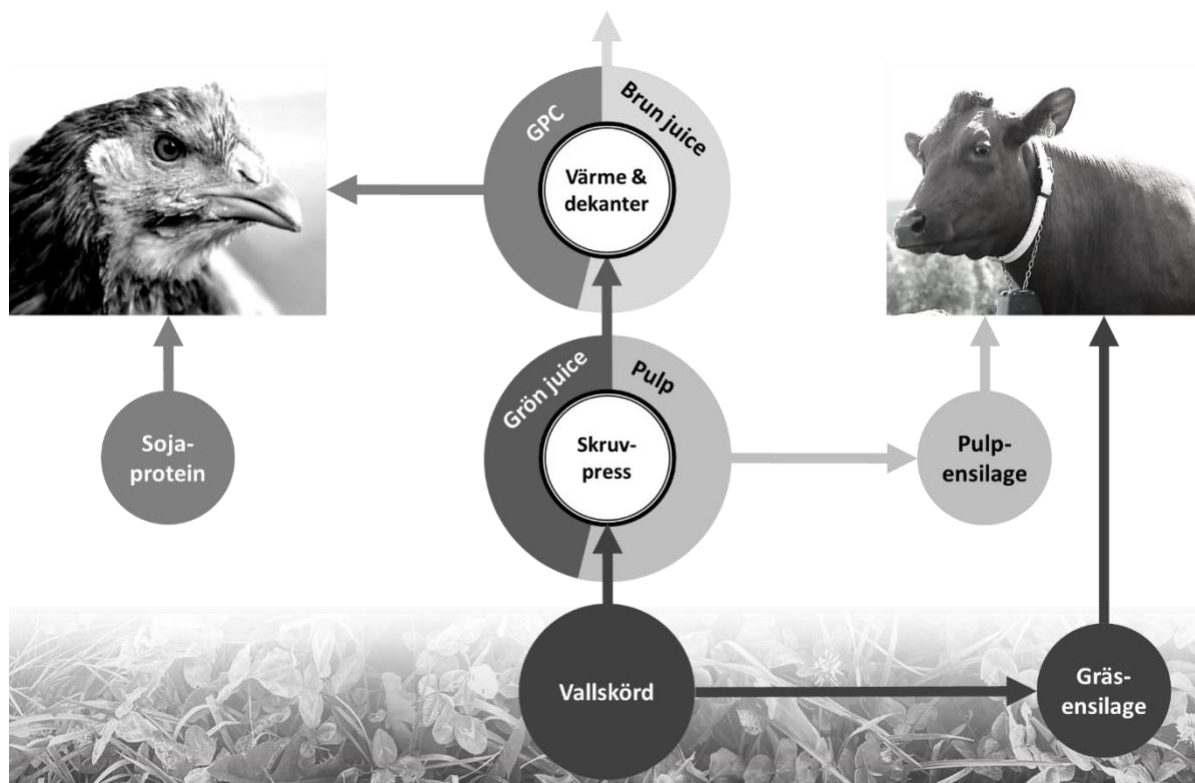 GPC
Brun juice
Värme &
dekanter
Grön juice
Pulp
Skruv-
press
Soja-
protein
Pulp-
ensilage
Vallskörd
Gräs-
ensilage